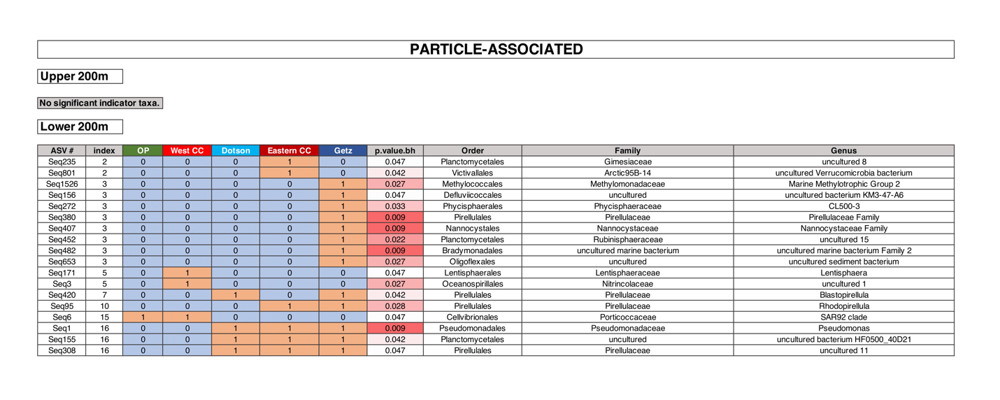 PARTICLE-ASSOCIATED
Upper 200m
No significant indicator taxa.
Lower 200m
ASV # index OP West CC Dotson Eastern CC Getz p.value.bh Order Family Genus
Seq235 2 0 0 0 1 0 0.047 Planctomycetales Gimesiaceae uncultured 8
Seq801 2 0 0 0 1 0 0.042 Victivallales Arctic95B-14 uncultured Verrucomicrobia bacterium
Seq1526 3 0 0 0 0 1 0.027 Methylococcales Methylomonadaceae Marine Methylotrophic Group 2
Seq156 3 0 0 0 0 1 0.047 Defluviicoccales uncultured uncultured bacterium KM3-47-A6
Seq272 3 0 0 0 0 1 0.033 Phycisphaerales Phycisphaeraceae CL500-3
Seq380 3 0 0 0 0 1 0.009 Pirellulales Pirellulaceae Pirellulaceae Family
Seq407 3 0 0 0 0 1 0.009 Nannocystales Nannocystaceae Nannocystaceae Family
Seq452 3 0 0 0 0 1 0.022 Planctomycetales Rubinisphaeraceae uncultured 15
Seq482 3 0 0 0 0 1 0.009 Bradymonadales uncultured marine bacterium uncultured marine bacterium Family 2
Seq653 3 0 0 0 0 1 0.027 Oligoflexales uncultured uncultured sediment bacterium
Seq171 5 0 1 0 0 0 0.047 Lentisphaerales Lentisphaeraceae Lentisphaera
Seq3 5 0 1 0 0 0 0.027 Oceanospirillales Nitrincolaceae uncultured 1
Seq420 7 0 0 1 0 1 0.042 Pirellulales Pirellulaceae Blastopirellula
Seq95 10 0 0 0 1 1 0.028 Pirellulales Pirellulaceae Rhodopirellula
Seq6 15 1 1 0 0 0 0.047 Cellvibrionales Porticoccaceae SAR92 clade
Seq1 16 0 0 1 1 1 0.009 Pseudomonadales Pseudomonadaceae Pseudomonas
Seq155 16 0 0 1 1 1 0.042 Planctomycetales uncultured uncultured bacterium HF0500_40D21
Seq308 16 0 0 1 1 1 0.047 Pirellulales Pirellulaceae uncultured 11